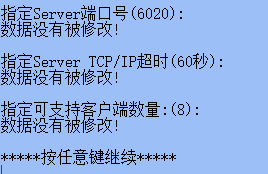 指定Server端口号(6020):
数据没有被修改!
指定Server TCP/IP超时(60秒):
数据没有被修改!
指定可支持客户端数量:(8):
数据没有被修改!
*****按任意键继续*****